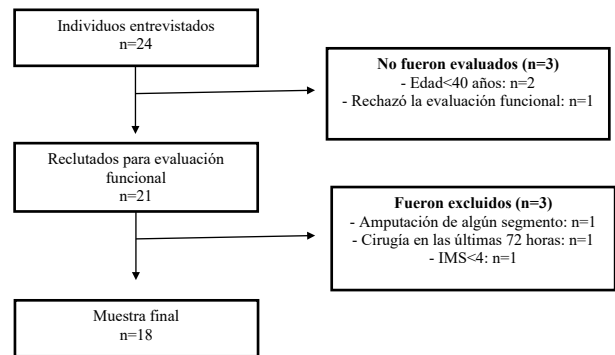 Individuos entrevistados
n=24
No fueron evaluados (n=3)
- Edad<40 años: n=2
- Rechazó la evaluación funcional: n=1
Reclutados para evaluación
funcional
n=21
Fueron excluidos (n=3)
- Amputación de algún segmento: n=1
- Cirugía en las últimas 72 horas: n=1
- IMS<4: n=1
Muestra final
n=18